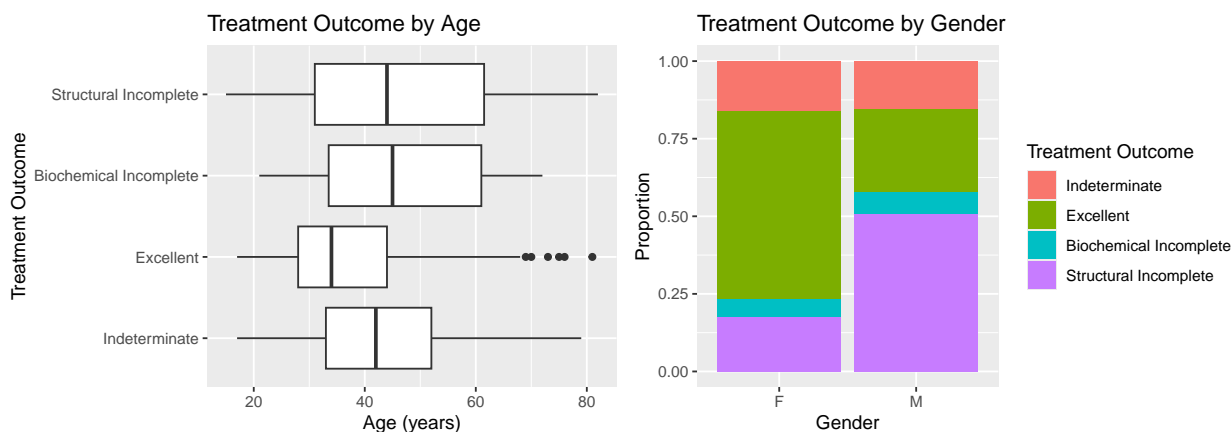 Treatment Outcome by Age
Treatment Outcome
Structural Incomplete
Biochemical Incomplete
Excellent
Indeterminate
20 40 60 80
Age (years)
Treatment Outcome by Gender
Proportion
1.00
0.75
0.50
0.25
0.00
F M
Gender
Treatment Outcome
Indeterminate
Excellent
Biochemical Incomplete
Structural Incomplete